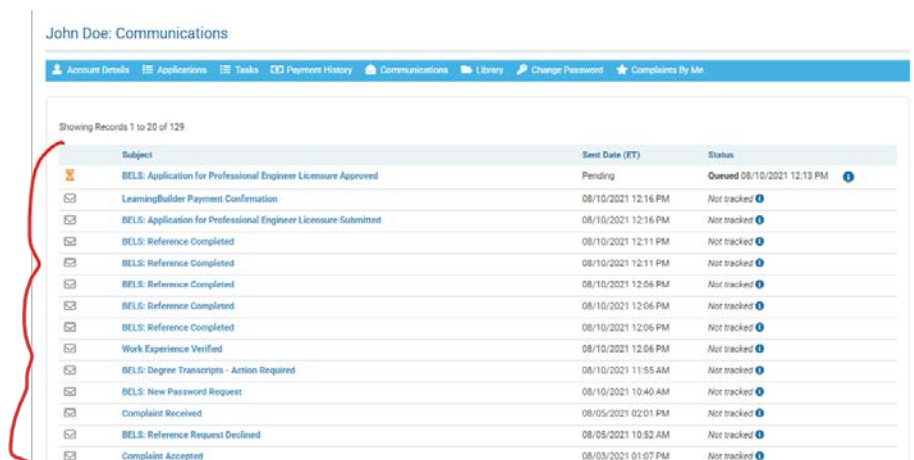 John Doe: Communications
Account Details Applications Tasks Payment History Communications Library Change Password Complaints By Me
Showing Records 1 to 20 of 129
Subject Sent Date (ET) Status
BELS: Application for Professional Engineer Licensure Approved Pending Queued 08/10/2021 12:13 PM
LearningBuilder Payment Confirmation 08/10/2021 12:16 PM Not tracked
BELS: Application for Professional Engineer Licensure Submitted 08/10/2021 12:16 PM Not tracked
BELS: Reference Completed 08/10/2021 12:11 PM Not tracked
BELS: Reference Completed 08/10/2021 12:11 PM Not tracked
BELS: Reference Completed 08/10/2021 12:06 PM Not tracked
BELS: Reference Completed 08/10/2021 12:06 PM Not tracked
BELS: Reference Completed 08/10/2021 12:06 PM Not tracked
Work Experience Verified 08/10/2021 12:06 PM Not tracked
BELS: Degree Transcripts - Action Required 08/10/2021 11:55 AM Not tracked
BELS: New Password Request 08/10/2021 10:40 AM Not tracked
Complaint Received 08/05/2021 02:01 PM Not tracked
BELS: Reference Request Declined 08/05/2021 10:52 AM Not tracked
Complaint Accepted 08/03/2021 01:07 PM Not tracked